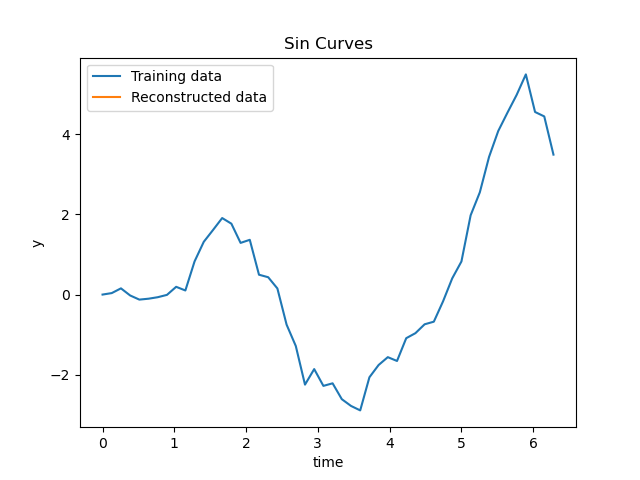 Sin Curves
Training data
Reconstructed data
4
2
0
−2
y
0 1 2 3 4 5 6
time